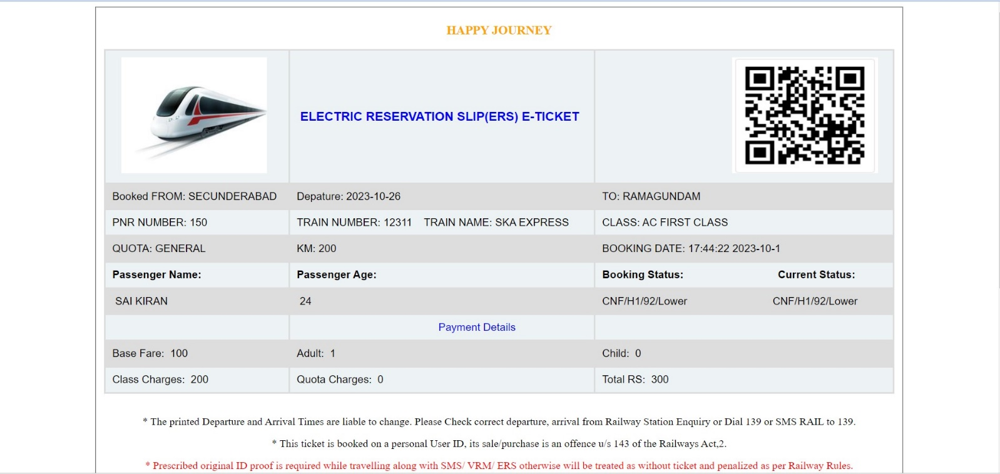 HAPPY JOURNEY
ELECTRIC RESERVATION SLIP(ERS) E-TICKET
Booked FROM: SECUNDERABAD Depature: 2023-10-26 TO: RAMAGUNDAM
PNR NUMBER: 150 TRAIN NUMBER: 12311 TRAIN NAME: SKA EXPRESS CLASS: AC FIRST CLASS
QUOTA: GENERAL KM: 200 BOOKING DATE: 17:44:22 2023-10-1
Passenger Name: Passenger Age: Booking Status: Current Status:
SAI KIRAN 24 CNF/H1/92/Lower CNF/H1/92/Lower
Payment Details
Base Fare: 100 Adult: 1 Child: 0
Class Charges: 200 Quota Charges: 0 Total RS: 300
* The printed Departure and Arrival Times are liable to change. Please Check correct departure, arrival from Railway Station Enquiry or Dial 139 or SMS RAIL to 139.
* This ticket is booked on a personal User ID, its sale/purchase is an offence u/s 143 of the Railways Act,2.
* Prescribed original ID proof is required while travelling along with SMS/ VRM/ ERS otherwise will be treated as without ticket and penalized as per Railway Rules.